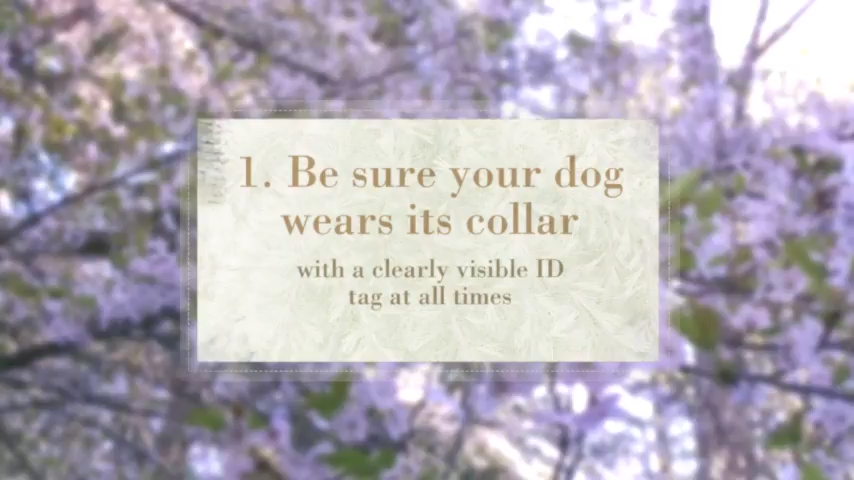 1. Be sure your dog
wears its collar
with a clearly visible ID
tag at all times